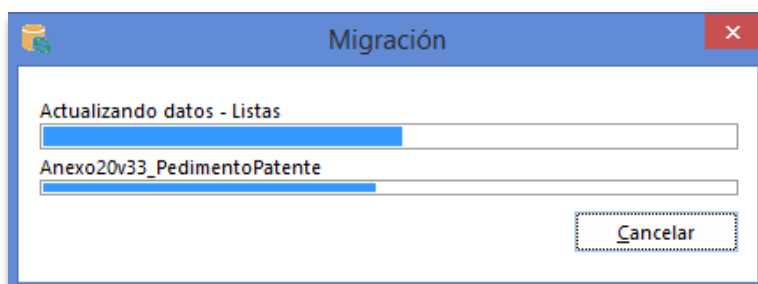 Migración
Actualizando datos - Listas
Anexo20v33_PedimentoPatente
Cancelar